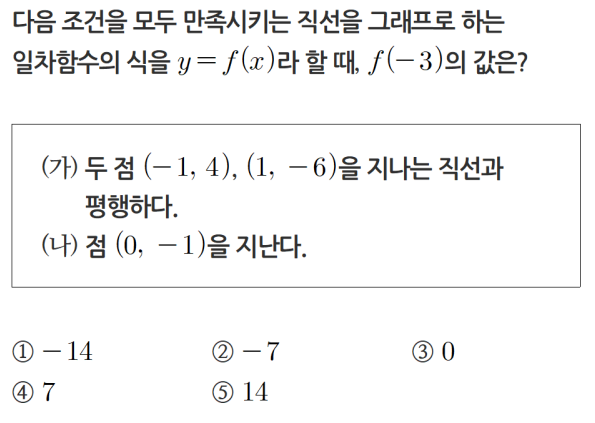 다음 조건을 모두 만족시키는 직선을 그래프로 하는
일차함수의 식을 y=f(x)라 할 때, f(-3)의 값은?
(가) 두 점 (-1, 4), (1, -6)을 지나는 직선과
평행하다.
(나) 점 (0, -1)을 지난다.
① -14 ② -7 ③ 0
④ 7 ⑤ 14